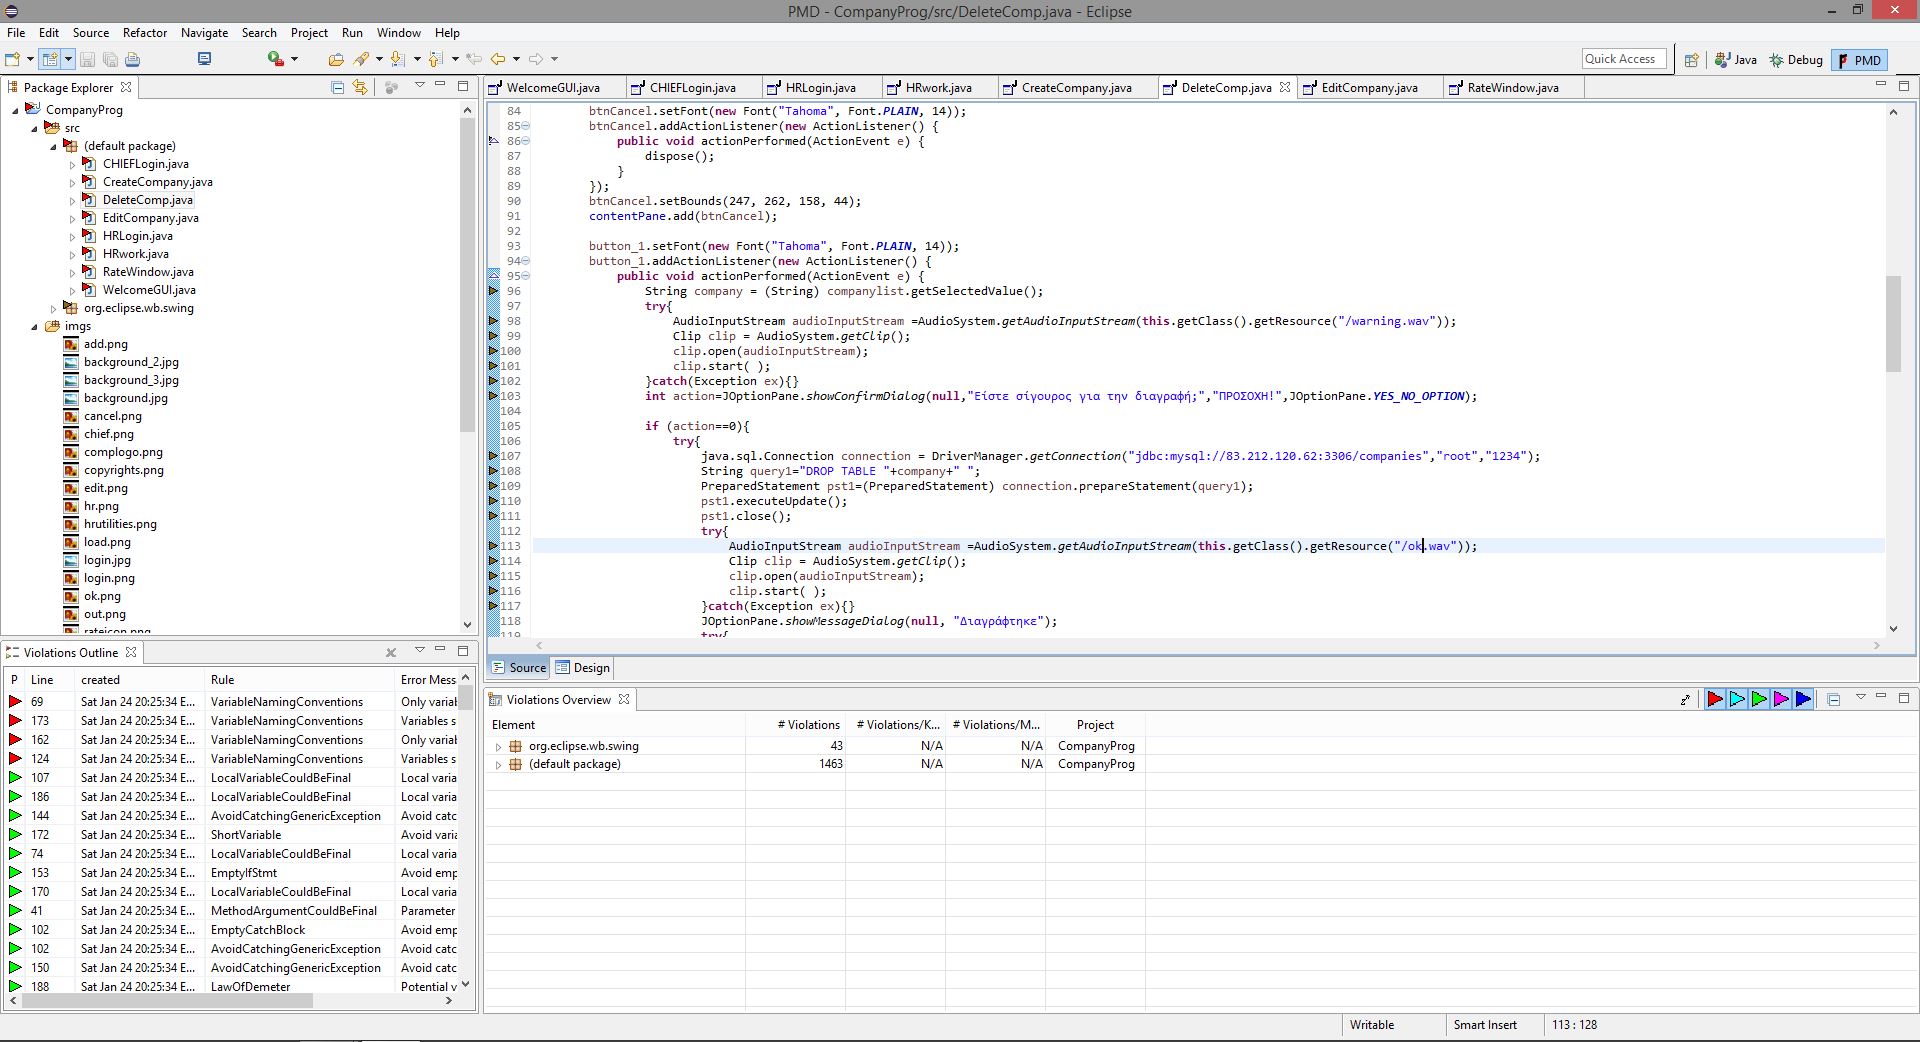 PMD - CompanyProg/src/DeleteComp.java - Eclipse
File Edit Source Refactor Navigate Search Project Run Window Help
Quick Access Java Debug PMD
Package Explorer
CompanyProg
src
(default package)
CHIEFLogin.java
CreateCompany.java
DeleteComp.java
EditCompany.java
HRLogin.java
HRwork.java
RateWindow.java
WelcomeGUI.java
org.eclipse.wb.swing
imgs
add.png
background_2.jpg
background_3.jpg
background.jpg
cancel.png
chief.png
complogo.png
copyrights.png
edit.png
hr.png
hrutilities.png
load.png
login.jpg
login.png
ok.png
out.png
rateicon.png
WelcomeGUI.java CHIEFLogin.java HRLogin.java HRwork.java CreateCompany.java DeleteComp.java EditCompany.java RateWindow.java
84 btnCancel.setFont(new Font("Tahoma", Font.PLAIN, 14));
85 btnCancel.addActionListener(new ActionListener() {
86 public void actionPerformed(ActionEvent e) {
87 dispose();
88 }
89 });
90 btnCancel.setBounds(247, 262, 158, 44);
91 contentPane.add(btnCancel);
92
93 button_1.setFont(new Font("Tahoma", Font.PLAIN, 14));
94 button_1.addActionListener(new ActionListener() {
95 public void actionPerformed(ActionEvent e) {
96 String company = (String) companylist.getSelectedValue();
97 try{
98 AudioInputStream audioInputStream =AudioSystem.getAudioInputStream(this.getClass().getResource("/warning.wav"));
99 Clip clip = AudioSystem.getClip();
100 clip.open(audioInputStream);
101 clip.start( );
102 }catch(Exception ex){}
103 int action=JOptionPane.showConfirmDialog(null,"Είστε σίγουρος για την διαγραφή;","ΠΡΟΣΟΧΗ!",JOptionPane.YES_NO_OPTION);
104
105 if (action==0){
106 try{
107 java.sql.Connection connection = DriverManager.getConnection("jdbc:mysql://83.212.120.62:3306/companies","root","1234");
108 String query1="DROP TABLE "+company+" ";
109 PreparedStatement pst1=(PreparedStatement) connection.prepareStatement(query1);
110 pst1.executeUpdate();
111 pst1.close();
112 try{
113 AudioInputStream audioInputStream =AudioSystem.getAudioInputStream(this.getClass().getResource("/ok.wav"));
114 Clip clip = AudioSystem.getClip();
115 clip.open(audioInputStream);
116 clip.start( );
117 }catch(Exception ex){}
118 JOptionPane.showMessageDialog(null, "Διαγράφτηκε");
119 try{
Source Design
Violations Outline
P Line created Rule Error Mess
69 Sat Jan 24 20:25:34 E... VariableNamingConventions Only variab
173 Sat Jan 24 20:25:34 E... VariableNamingConventions Variables s
162 Sat Jan 24 20:25:34 E... VariableNamingConventions Only variab
124 Sat Jan 24 20:25:34 E... VariableNamingConventions Variables s
107 Sat Jan 24 20:25:34 E... LocalVariableCouldBeFinal Local varia
186 Sat Jan 24 20:25:34 E... LocalVariableCouldBeFinal Local varia
144 Sat Jan 24 20:25:34 E... AvoidCatchingGenericException Avoid catc
172 Sat Jan 24 20:25:34 E... ShortVariable Avoid varia
74 Sat Jan 24 20:25:34 E... LocalVariableCouldBeFinal Local varia
153 Sat Jan 24 20:25:34 E... EmptyIfStmt Avoid emp
170 Sat Jan 24 20:25:34 E... LocalVariableCouldBeFinal Local varia
41 Sat Jan 24 20:25:34 E... MethodArgumentCouldBeFinal Parameter
102 Sat Jan 24 20:25:34 E... EmptyCatchBlock Avoid emp
102 Sat Jan 24 20:25:34 E... AvoidCatchingGenericException Avoid catc
150 Sat Jan 24 20:25:34 E... AvoidCatchingGenericException Avoid catc
188 Sat Jan 24 20:25:34 E... LawOfDemeter Potential v
Violations Overview
Element # Violations # Violations/K... # Violations/M... Project
org.eclipse.wb.swing 43 N/A N/A CompanyProg
(default package) 1463 N/A N/A CompanyProg
Writable Smart Insert 113 : 128